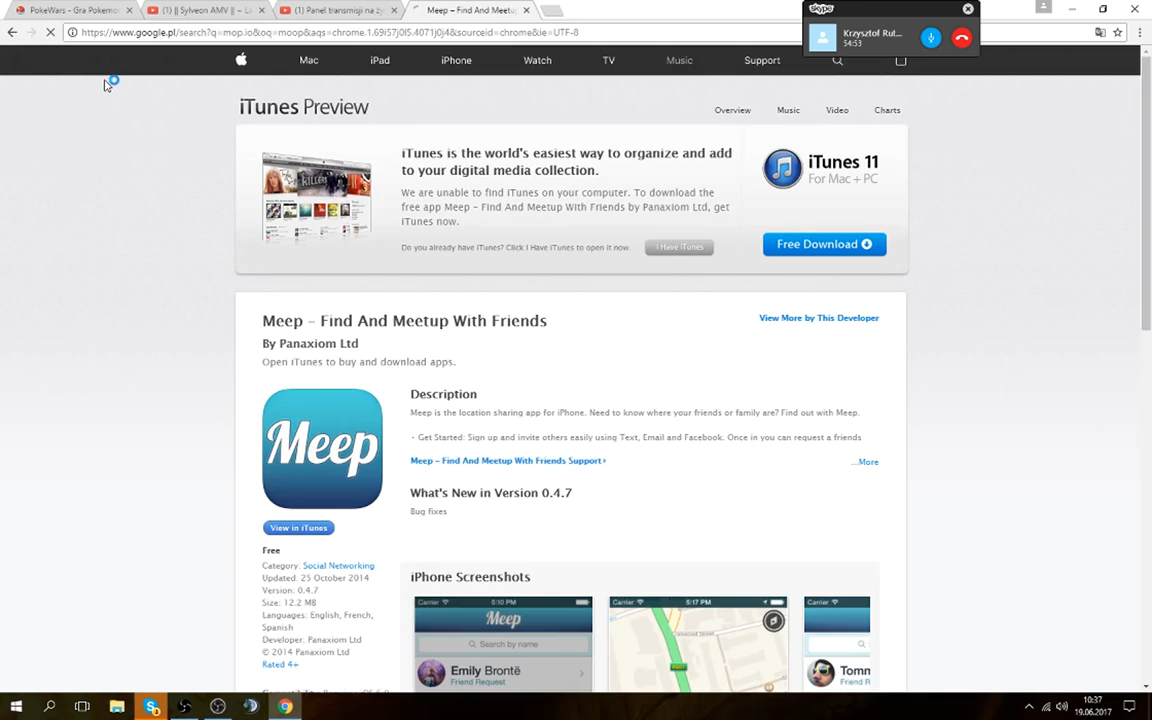 PokeWars - Gra Pokemon
(1) || Sylveon AMV || - La
(1) Panel transmisji na ży
Meep – Find And Meetup
skype
Krzysztof Rut...
54:53
https://www.google.pl/search?q=mop.io&oq=moop&aqs=chrome.1.69i57j0l5.4071j0j4&sourceid=chrome&ie=UTF-8
Mac
iPad
iPhone
Watch
TV
Music
Support
iTunes Preview
Overview
Music
Video
Charts
iTunes is the world's easiest way to organize and add
to your digital media collection.
We are unable to find iTunes on your computer. To download the
free app Meep – Find And Meetup With Friends by Panaxiom Ltd, get
iTunes now.
Do you already have iTunes? Click I Have iTunes to open it now.
I Have iTunes
iTunes 11
For Mac + PC
Free Download
Meep – Find And Meetup With Friends
View More by This Developer
By Panaxiom Ltd
Open iTunes to buy and download apps.
Meep
View in iTunes
Free
Category: Social Networking
Updated: 25 October 2014
Version: 0.4.7
Size: 12.2 MB
Languages: English, French,
Spanish
Developer: Panaxiom Ltd
© 2014 Panaxiom Ltd
Rated 4+
Description
Meep is the location sharing app for iPhone. Need to know where your friends or family are? Find out with Meep.
- Get Started: Sign up and invite others easily using Text, Email and Facebook. Once in you can request a friends
Meep – Find And Meetup With Friends Support
...More
What's New in Version 0.4.7
Bug fixes
iPhone Screenshots
Carrier 5:10 PM
Meep
Search by name
Emily Brontë
Friend Request
Carrier 5:17 PM
Carrier
Tomm
Friend
10:37
19.06.2017